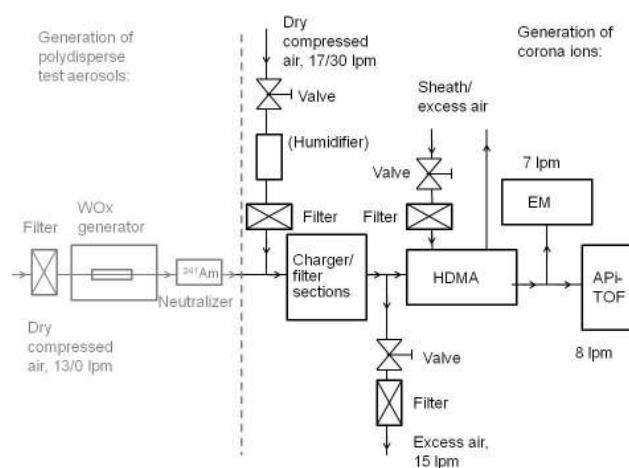 Generation of
polydisperse
test aerosols:
Dry
compressed
air, 17/30 lpm
Generation of
corona ions:
Valve
Sheath/
excess air
(Humidifier)
Valve
7 lpm
Filter
WOx
generator
Filter
Filter
EM
²⁴¹Am
Neutralizer
Charger/
filter
sections
HDMA
APi-
TOF
Dry
compressed
air, 13/0 lpm
Valve
8 lpm
Filter
Excess air,
15 lpm